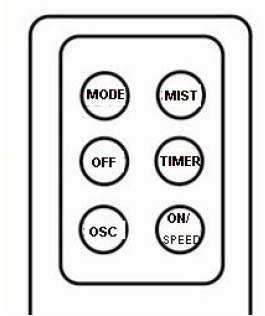 MODE MIST
OFF TIMER
OSC ON/
SPEED